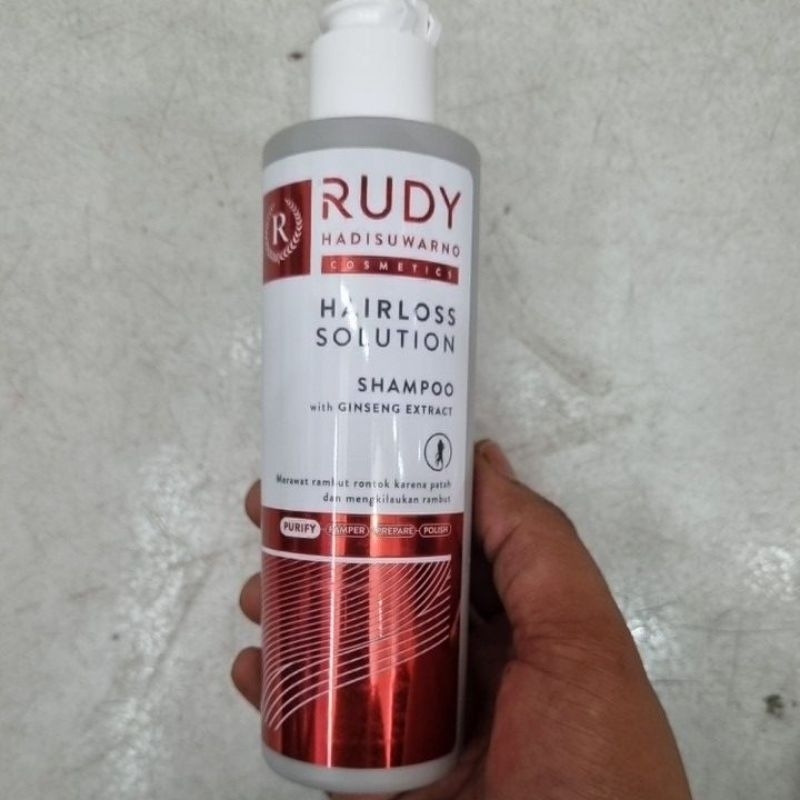 R
RUDY
HADISUWARNO
COSMETICS
HAIRLOSS
SOLUTION
SHAMPOO
with GINSENG EXTRACT
Merawat rambut rontok karena patah
dan mengkilaukan rambut
PURIFY PAMPER PREPARE POLISH